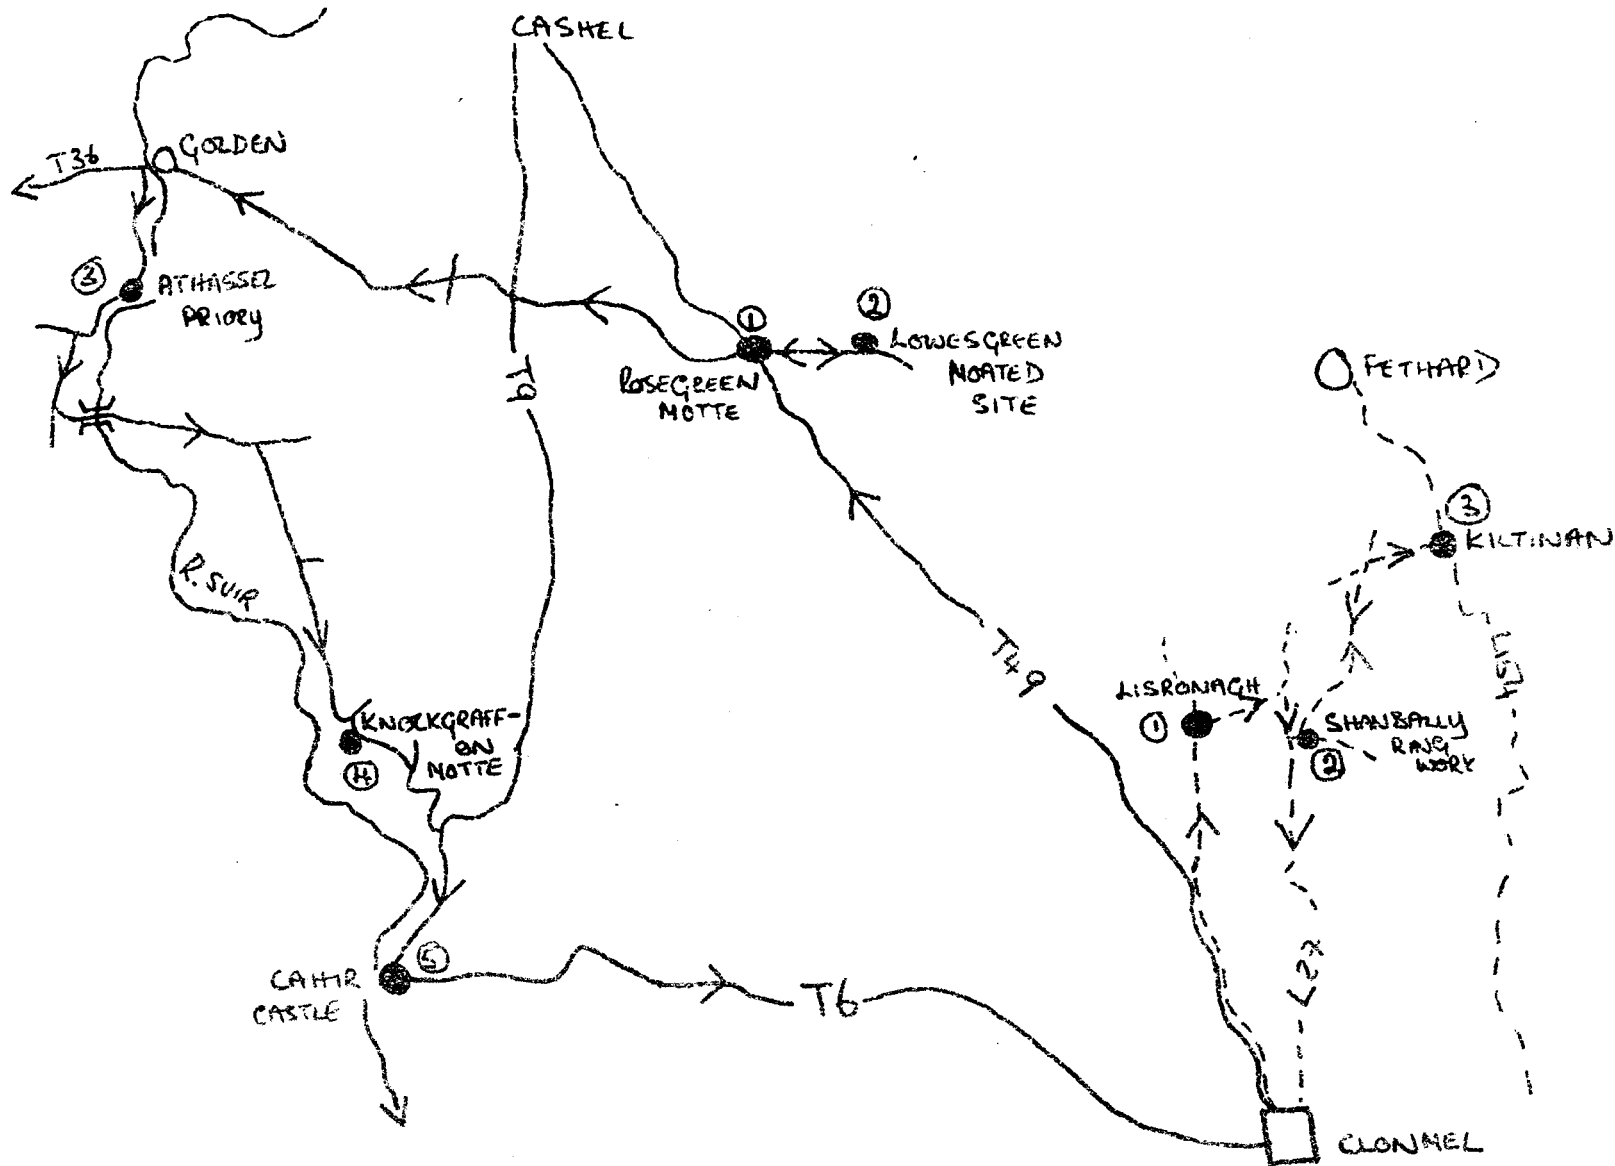 CASHEL
GOLDEN
T36
③
ATHASSEL
PRIORY
①
②
LOWESGREEN
MOATED
SITE
ROSEGREEN
MOTTE
T9
FETHARD
③
KILTINAN
R. SUIR
T49
L154
LISRONAGH
①
SHANBALLY
RING
WORK
②
KNOCKGRAFF-
ON
MOTTE
④
⑤
CAHIR
CASTLE
T6
L27
CLONMEL